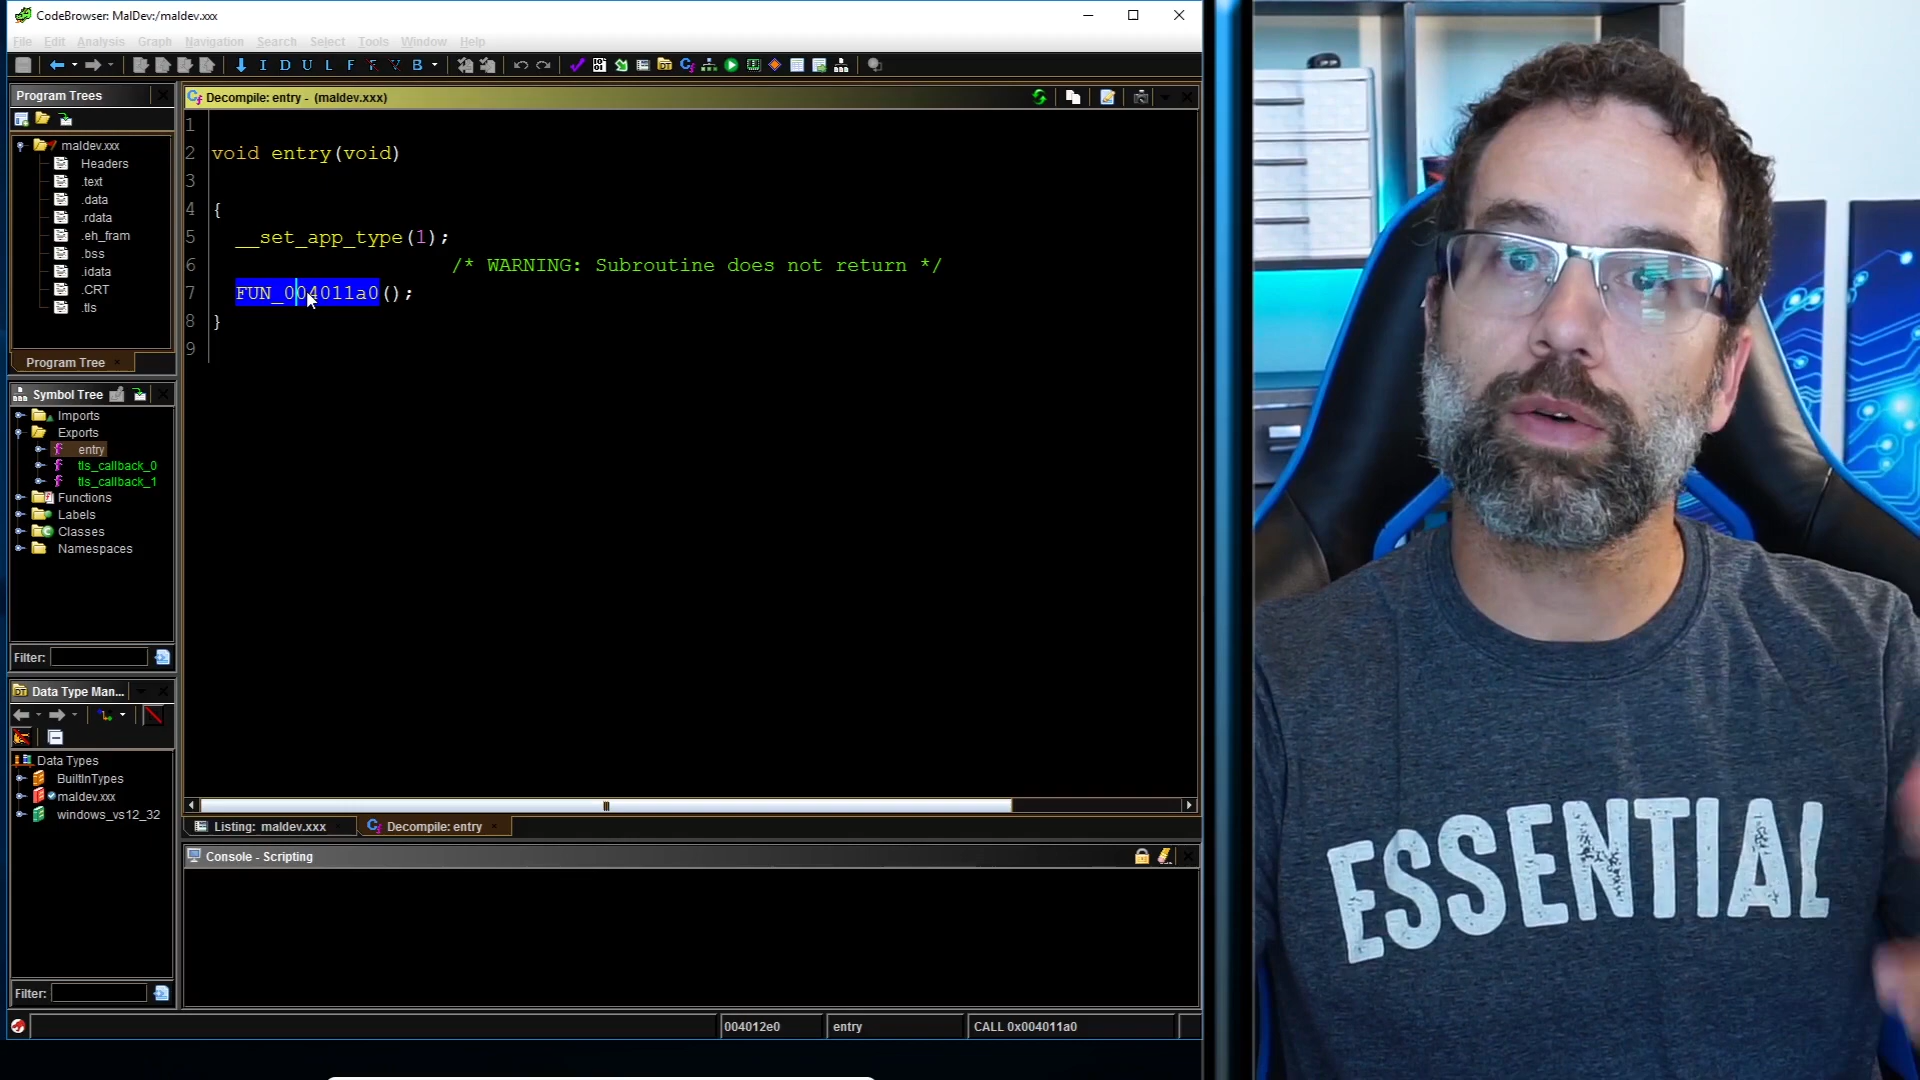 CodeBrowser: MalDev:/maldev.xxx
File Edit Analysis Graph Navigation Search Select Tools Window Help
I D U L F F V B
Program Trees
maldev.xxx
Headers
.text
.data
.rdata
.eh_fram
.bss
.idata
.CRT
.tls
Program Tree
Symbol Tree
Imports
Exports
entry
tls_callback_0
tls_callback_1
Functions
Labels
Classes
Namespaces
Filter:
Data Type Man...
Data Types
BuiltInTypes
maldev.xxx
windows_vs12_32
Filter:
Decompile: entry - (maldev.xxx)
1
2 void entry(void)
3
4 {
5 __set_app_type(1);
6 /* WARNING: Subroutine does not return */
7 FUN_004011a0();
8 }
9
Listing: maldev.xxx
Decompile: entry
Console - Scripting
004012e0
entry
CALL 0x004011a0
ESSENTIAL